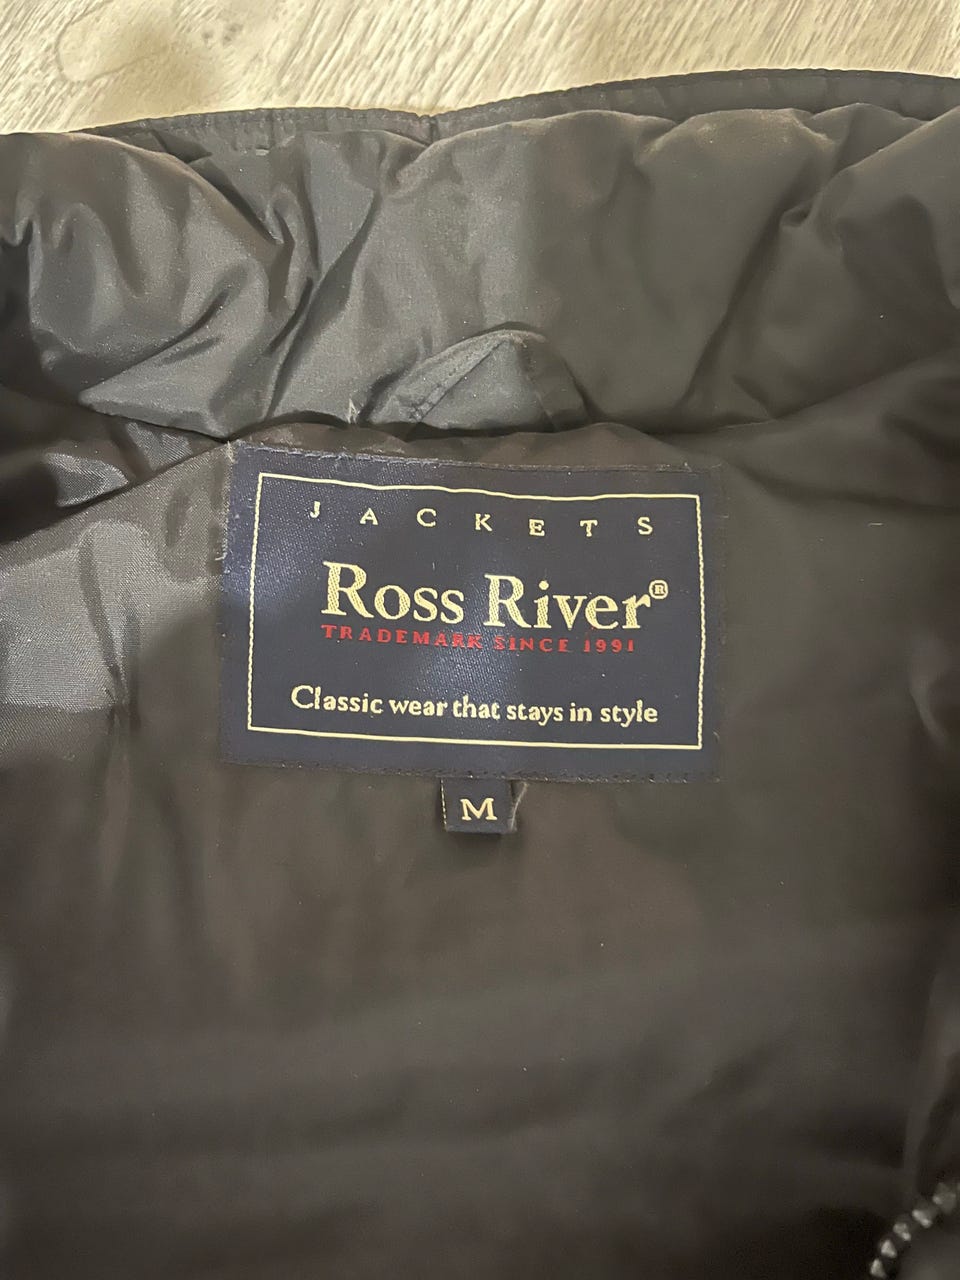 JACKETS
Ross River®
TRADEMARK SINCE 1991
Classic wear that stays in style
M